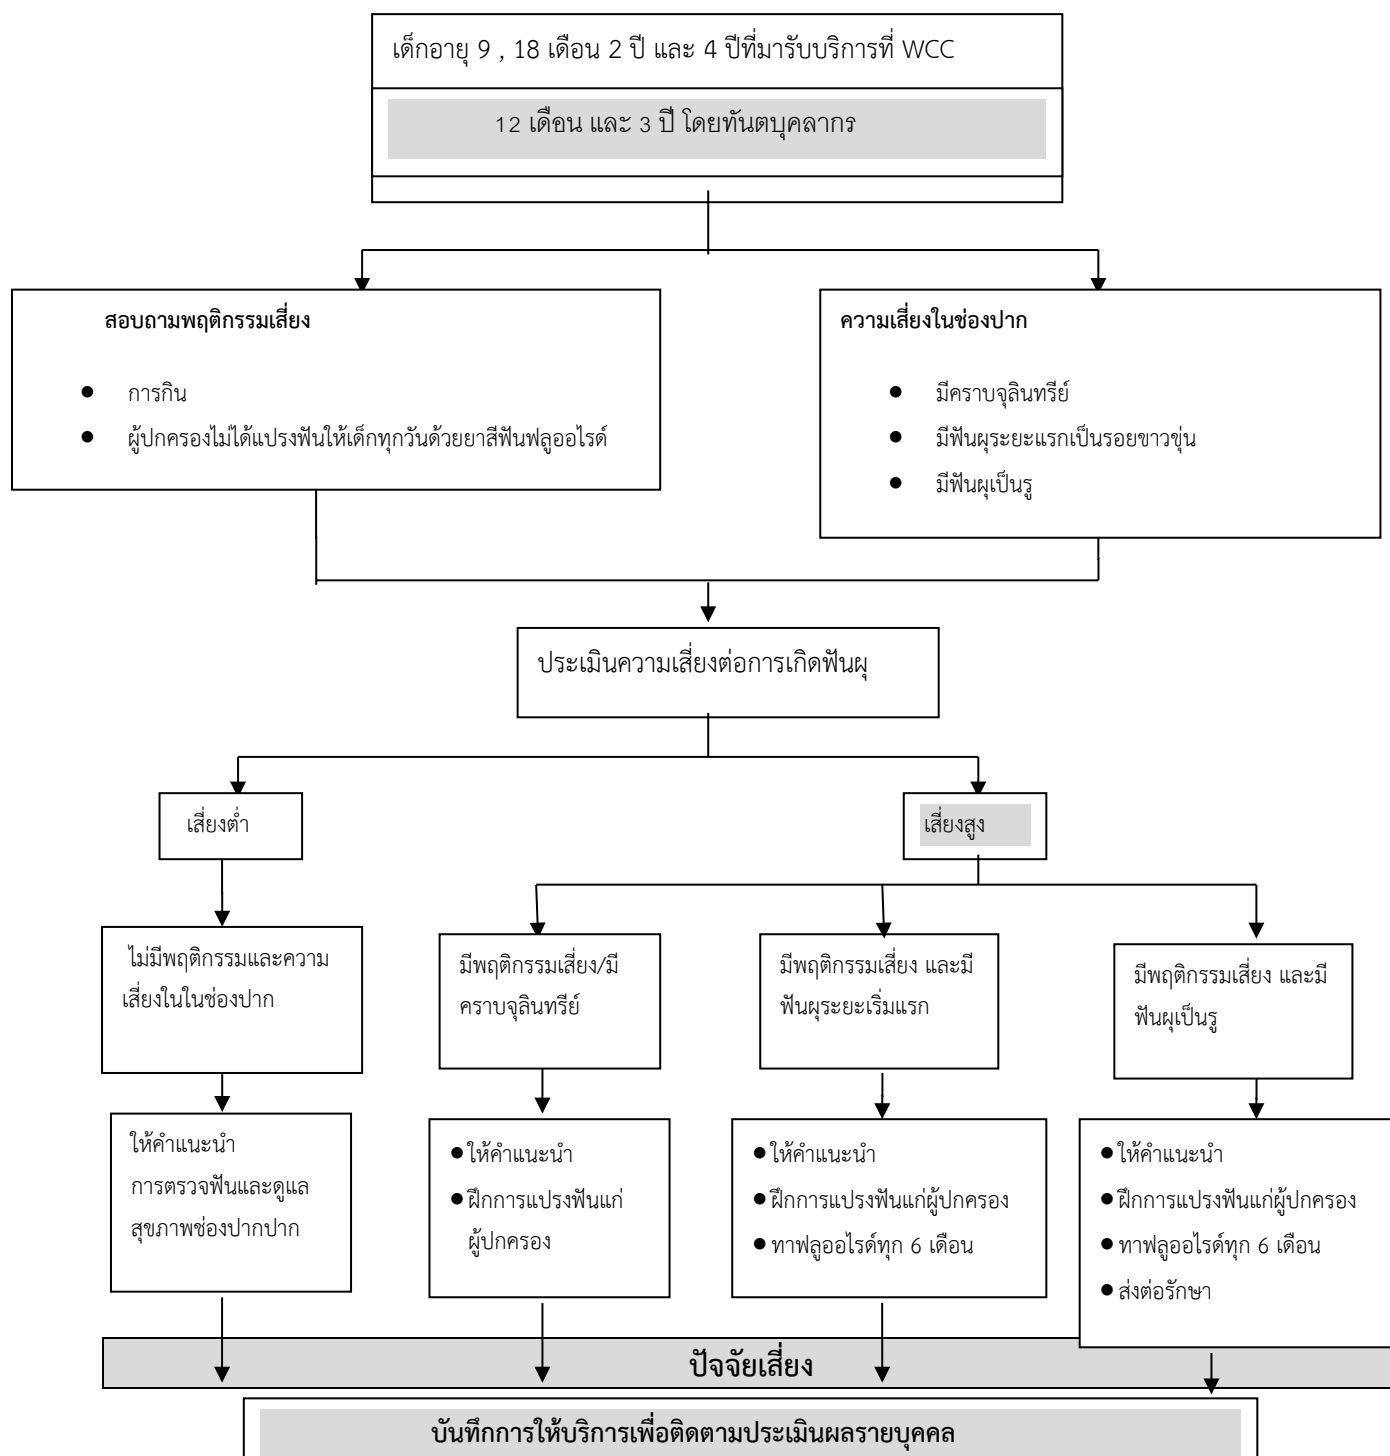 เด็กอายุ 9 , 18 เดือน 2 ปี และ 4 ปีที่มารับบริการที่ WCC
12 เดือน และ 3 ปี โดยทันตบุคลากร
สอบถามพฤติกรรมเสี่ยง
● การกิน
● ผู้ปกครองไม่ได้แปรงฟันให้เด็กทุกวันด้วยยาสีฟันฟลูออไรด์
ความเสี่ยงในช่องปาก
● มีคราบจุลินทรีย์
● มีฟันผุระยะแรกเป็นรอยขาวขุ่น
● มีฟันผุเป็นรู
ประเมินความเสี่ยงต่อการเกิดฟันผุ
เสี่ยงต่ำ
เสี่ยงสูง
ไม่มีพฤติกรรมและความ
เสี่ยงในในช่องปาก
มีพฤติกรรมเสี่ยง/มี
คราบจุลินทรีย์
มีพฤติกรรมเสี่ยง และมี
ฟันผุระยะเริ่มแรก
มีพฤติกรรมเสี่ยง และมี
ฟันผุเป็นรู
ให้คำแนะนำ
การตรวจฟันและดูแล
สุขภาพช่องปากปาก
● ให้คำแนะนำ
● ฝึกการแปรงฟันแก่
ผู้ปกครอง
● ให้คำแนะนำ
● ฝึกการแปรงฟันแก่ผู้ปกครอง
● ทาฟลูออไรด์ทุก 6 เดือน
● ให้คำแนะนำ
● ฝึกการแปรงฟันแก่ผู้ปกครอง
● ทาฟลูออไรด์ทุก 6 เดือน
● ส่งต่อรักษา
ปัจจัยเสี่ยง
บันทึกการให้บริการเพื่อติดตามประเมินผลรายบุคคล